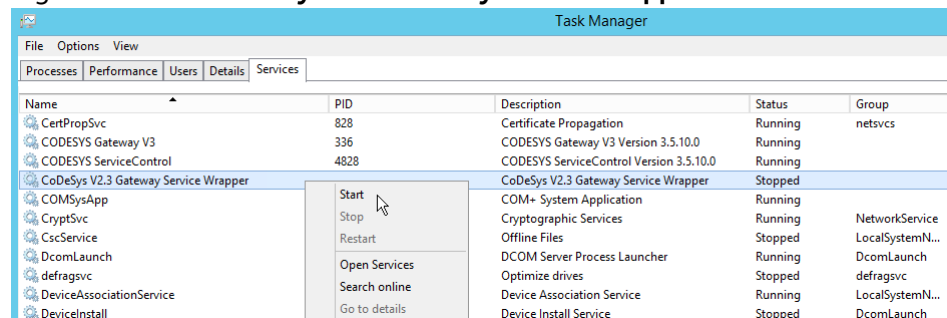 Task Manager
File Options View
Processes Performance Users Details Services
Name PID Description Status Group
CertPropSvc 828 Certificate Propagation Running netsvcs
CODESYS Gateway V3 336 CODESYS Gateway V3 Version 3.5.10.0 Running
CODESYS ServiceControl 4828 CODESYS ServiceControl Version 3.5.10.0 Running
CoDeSys V2.3 Gateway Service Wrapper CoDeSys V2.3 Gateway Service Wrapper Stopped
COMSysApp Start COM+ System Application Running
CryptSvc Stop Cryptographic Services Running NetworkService
CscService Restart Offline Files Stopped LocalSystemN...
DcomLaunch DCOM Server Process Launcher Running DcomLaunch
defragsvc Open Services Optimize drives Stopped defragsvc
DeviceAssociationService Search online Device Association Service Running LocalSystemN...
DeviceInstall Go to details Device Install Service Stopped DcomLaunch